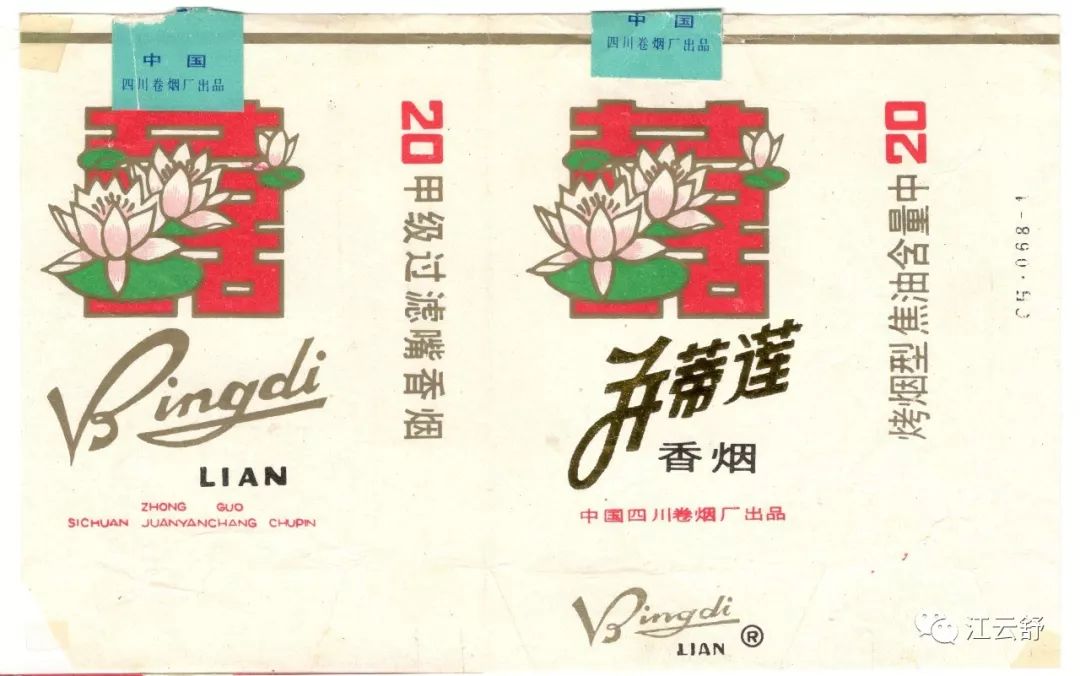 中 国
四川卷烟厂出品
Bingdi
LIAN
ZHONG GUO
SICHUAN JUANYANCHANG CHUPIN
20 甲级过滤嘴香烟
中 国
四川卷烟厂出品
并蒂莲
香烟
中国四川卷烟厂出品
Bingdi
LIAN ®
20
烤烟型 焦油含量中
C5·068-1
江云舒